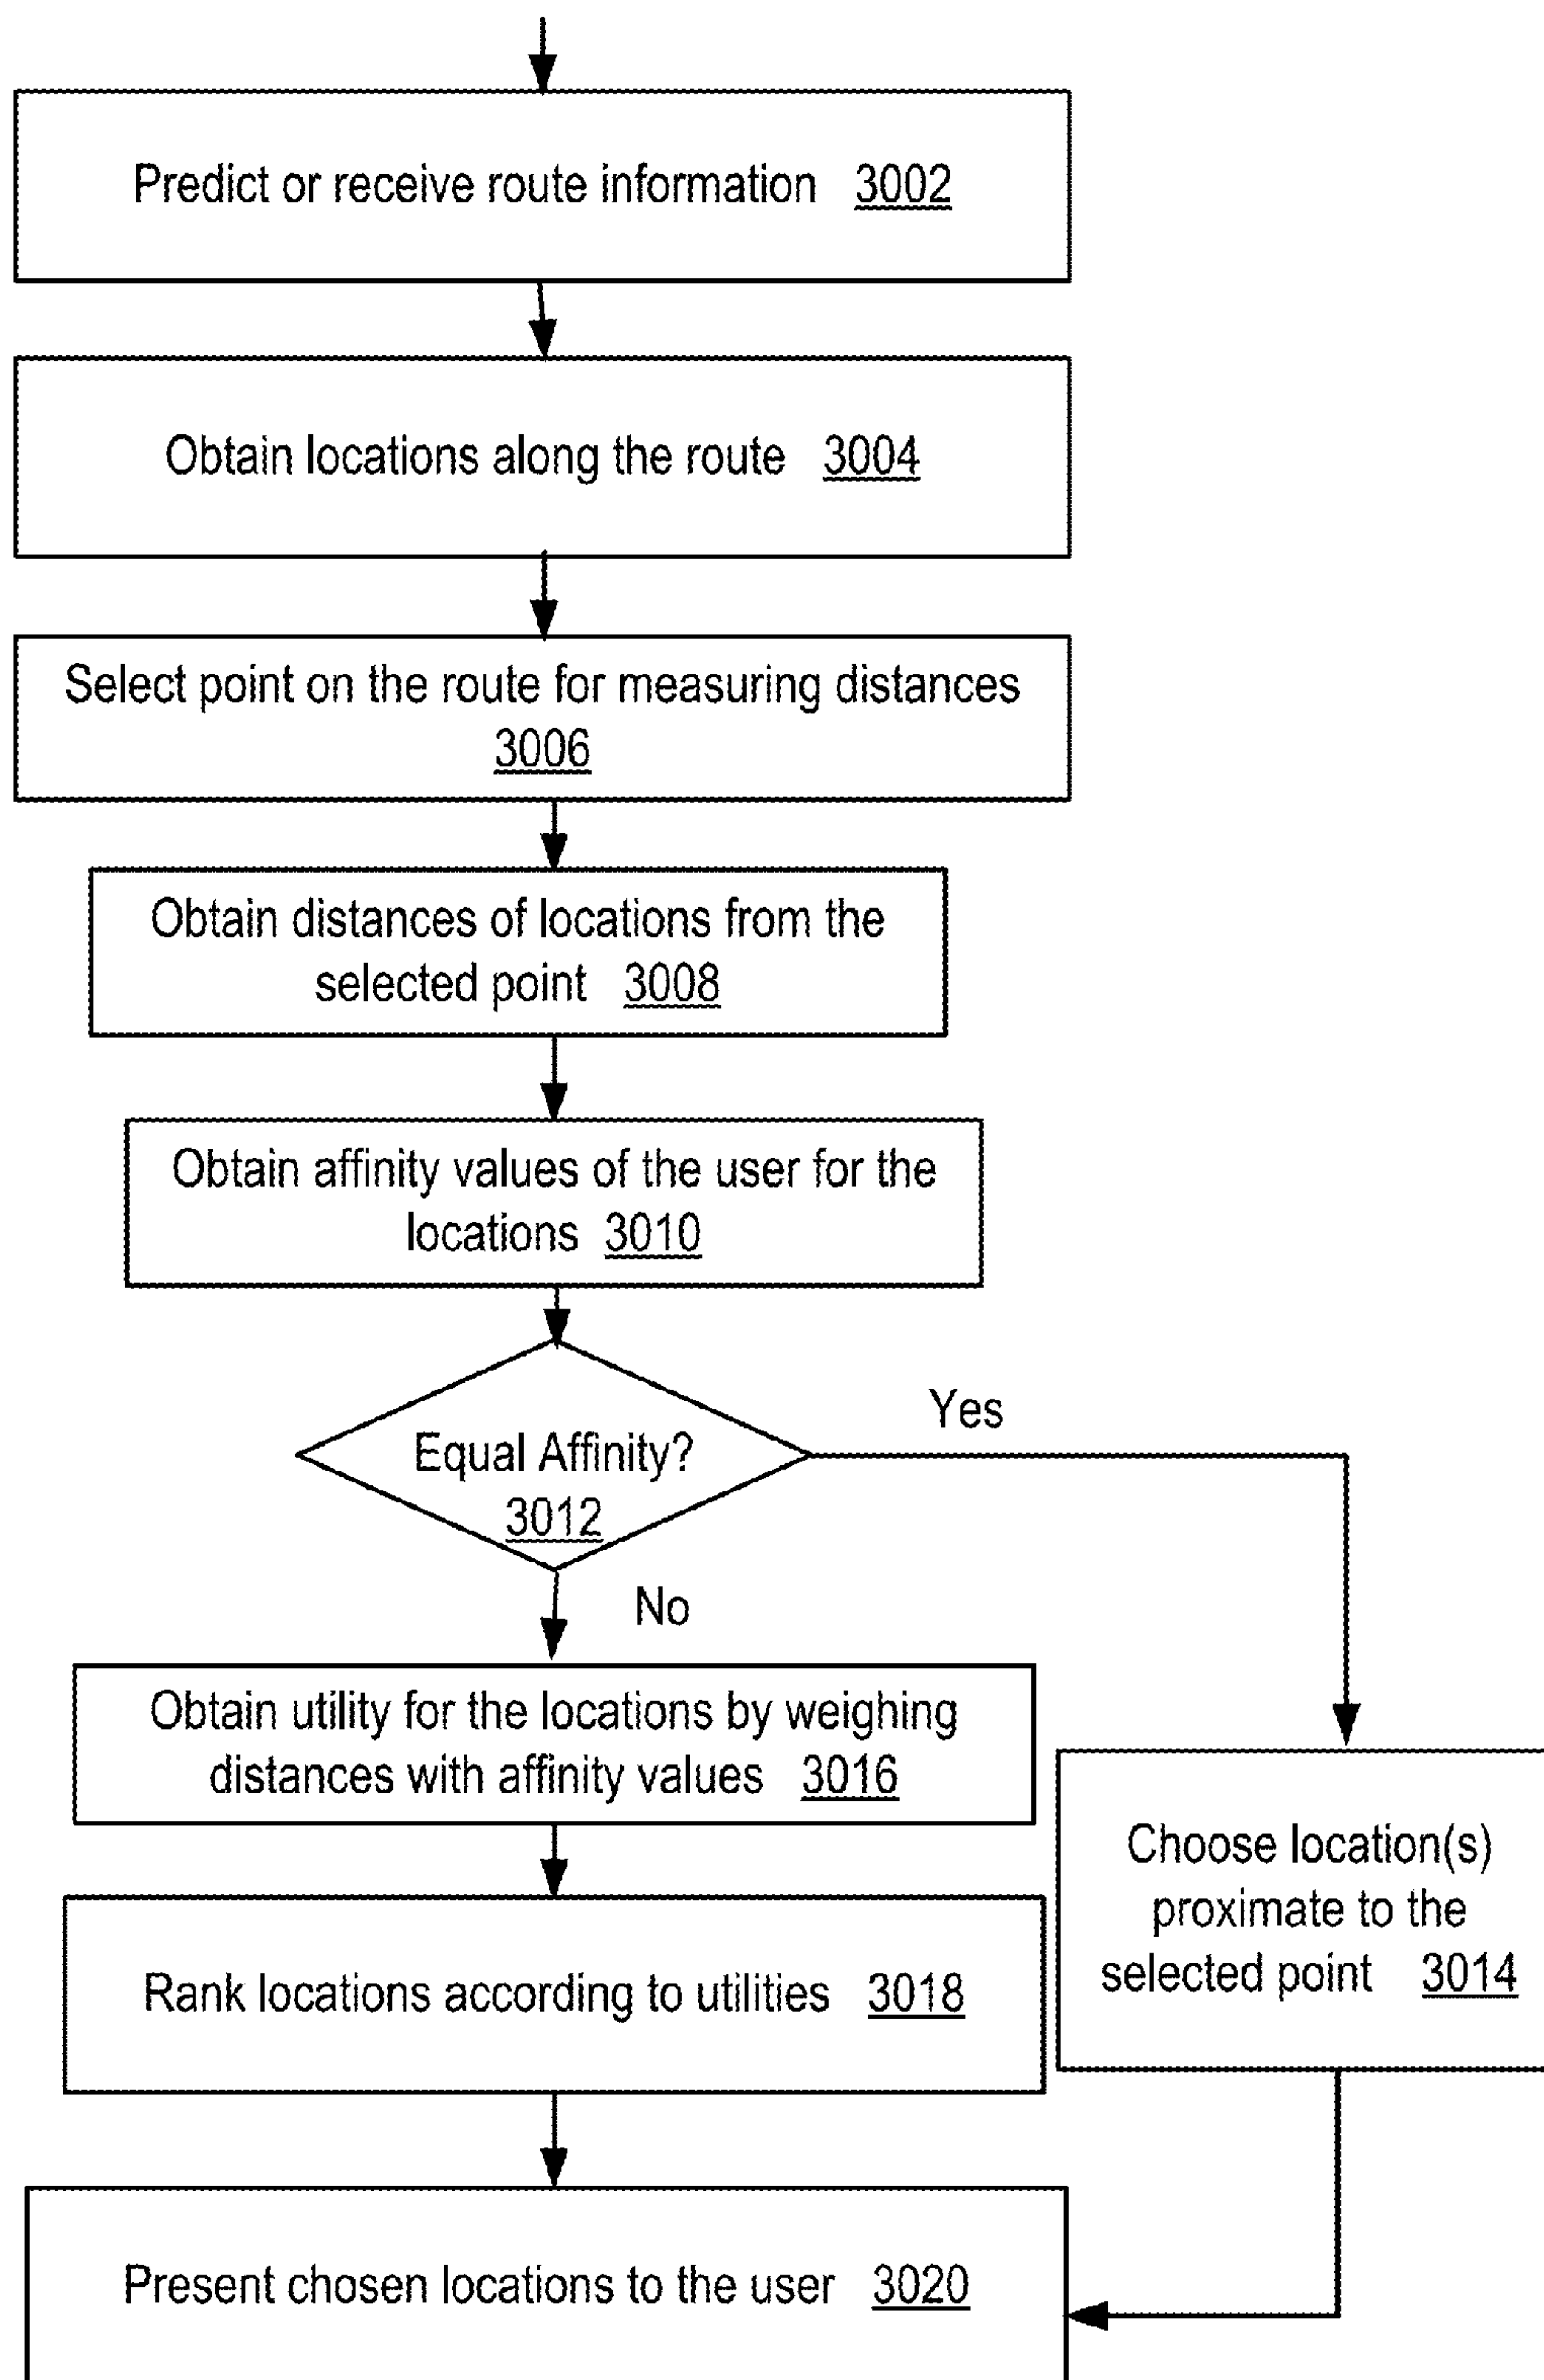 Predict or receive route information 3002
Obtain locations along the route 3004
Select point on the route for measuring distances
3006
Obtain distances of locations from the
selected point 3008
Obtain affinity values of the user for the
locations 3010
Equal Affinity?
3012
Yes
No
Obtain utility for the locations by weighing
distances with affinity values 3016
Choose location(s)
proximate to the
selected point 3014
Rank locations according to utilities 3018
Present chosen locations to the user 3020